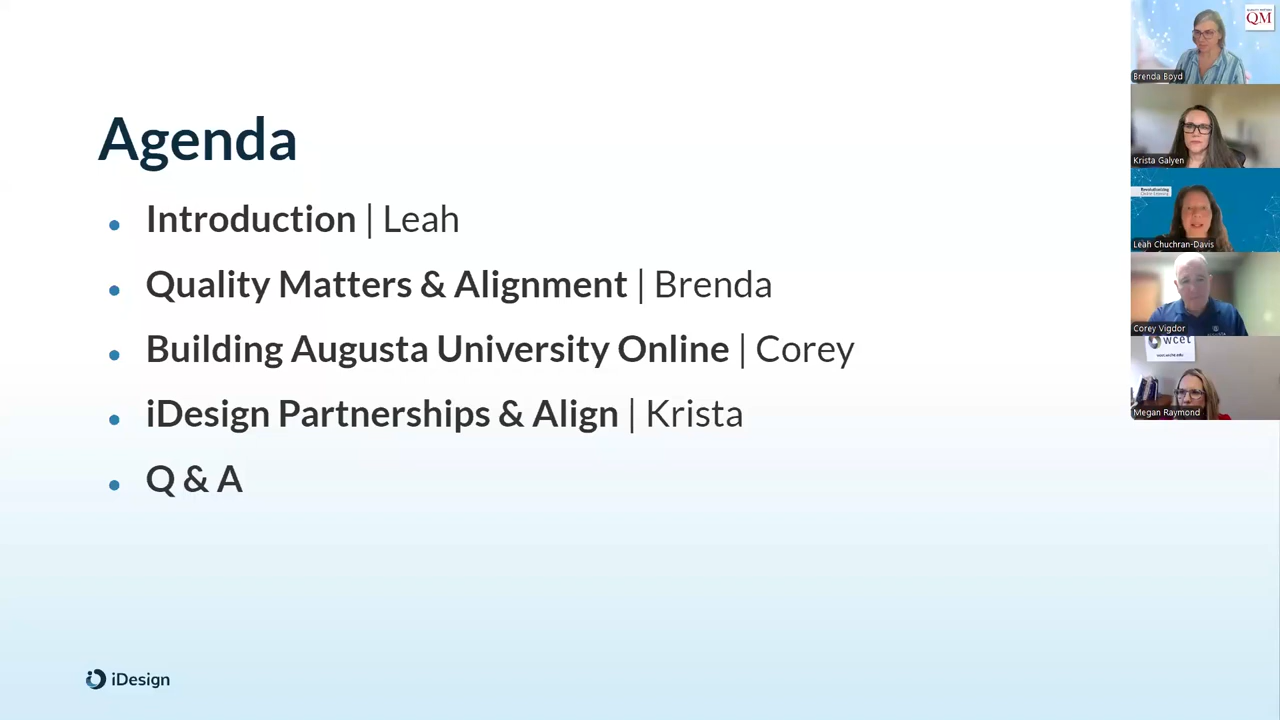 Agenda
Introduction | Leah
Quality Matters & Alignment | Brenda
Building Augusta University Online | Corey
iDesign Partnerships & Align | Krista
Q & A
iDesign
QM
Brenda Boyd
Krista Galyen
Leah Chuchran-Davis
Corey Vigdor
wcet
Megan Raymond